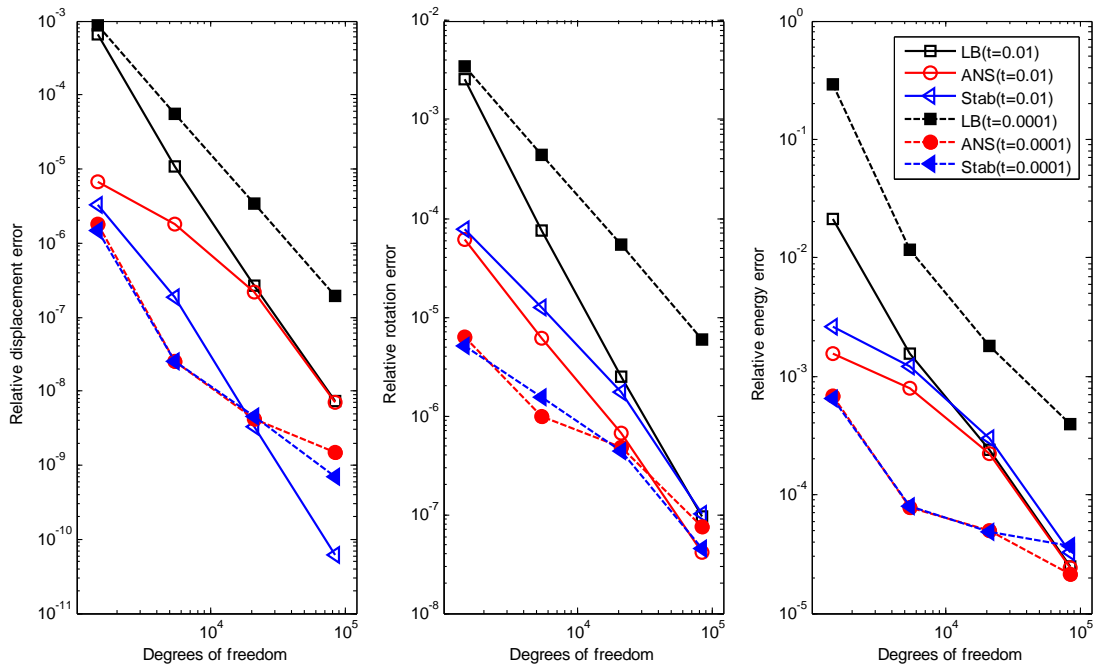 10^-3
10^-4
10^-5
10^-6
10^-7
10^-8
10^-9
10^-10
10^-11
10^4
10^5
Relative displacement error
Degrees of freedom
10^-2
10^-3
10^-4
10^-5
10^-6
10^-7
10^-8
10^4
10^5
Relative rotation error
Degrees of freedom
10^0
10^-1
10^-2
10^-3
10^-4
10^-5
10^4
10^5
Relative energy error
Degrees of freedom
LB(t=0.01)
ANS(t=0.01)
Stab(t=0.01)
LB(t=0.0001)
ANS(t=0.0001)
Stab(t=0.0001)